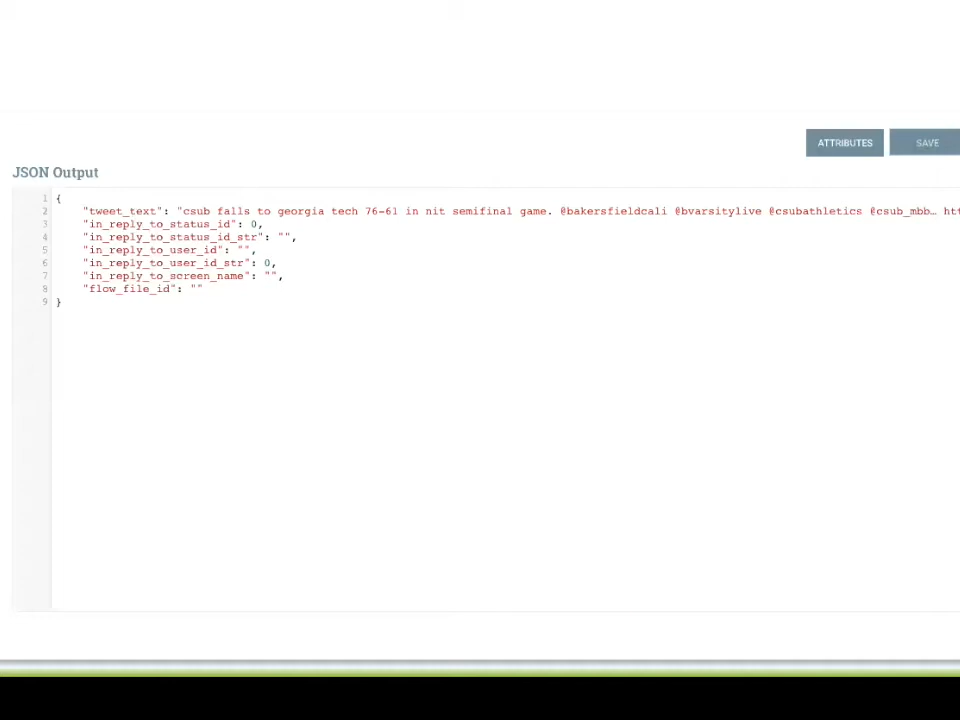 ATTRIBUTES SAVE
JSON Output
1 {
2 "tweet_text": "csub falls to georgia tech 76-61 in nit semifinal game. @bakersfieldcali @bvarsitylive @csubathletics @csub_mbb… htt
3 "in_reply_to_status_id": 0,
4 "in_reply_to_status_id_str": "",
5 "in_reply_to_user_id": "",
6 "in_reply_to_user_id_str": 0,
7 "in_reply_to_screen_name": "",
8 "flow_file_id": ""
9 }